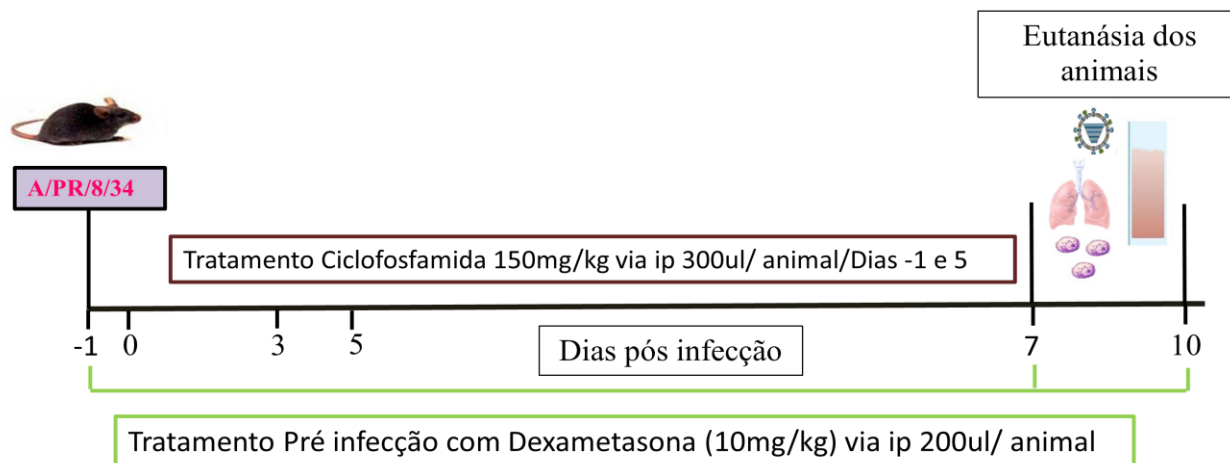 Eutanásia dos
animais
A/PR/8/34
Tratamento Ciclofosfamida 150mg/kg via ip 300ul/ animal/Dias -1 e 5
-1 0 3 5 Dias pós infecção 7 10
Tratamento Pré infecção com Dexametasona (10mg/kg) via ip 200ul/ animal